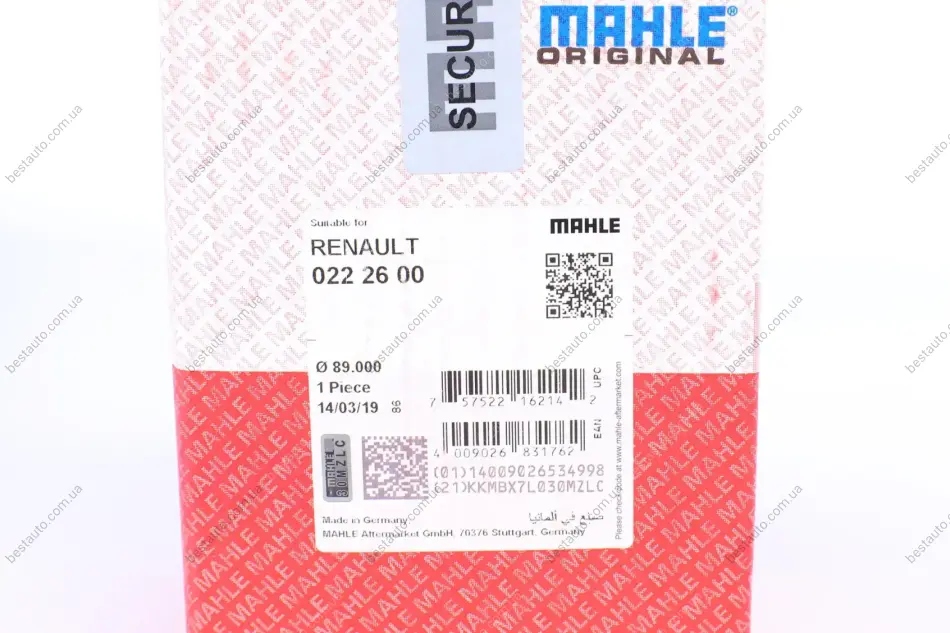 MAHLE®
ORIGINAL
SECUR
Suitable for
MAHLE
RENAULT
022 26 00
Ø 89.000
1 Piece
14/03/19
86
7 57522 16214 2
UPC
4 009026 831762
EAN
MAHLE
30MZLC
(01)14009026534998
(21)KKMBX7L030MZLC
Please check code at www.mahle-aftermarket.com
Made in Germany
صنع في ألمانيا
MAHLE Aftermarket GmbH, 70376 Stuttgart, Germany
bestauto.com.ua